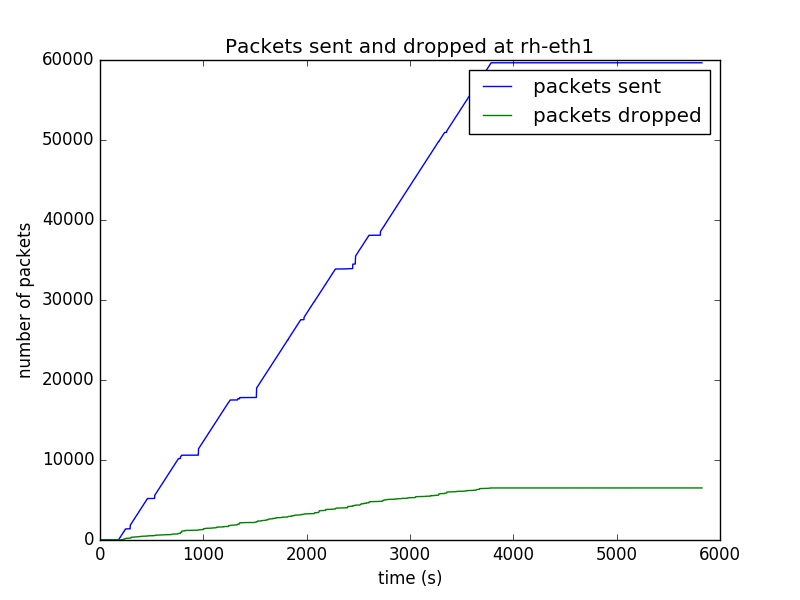 Packets sent and dropped at rh-eth1
60000
50000
40000
30000
20000
10000
0
number of packets
packets sent
packets dropped
0 1000 2000 3000 4000 5000 6000
time (s)